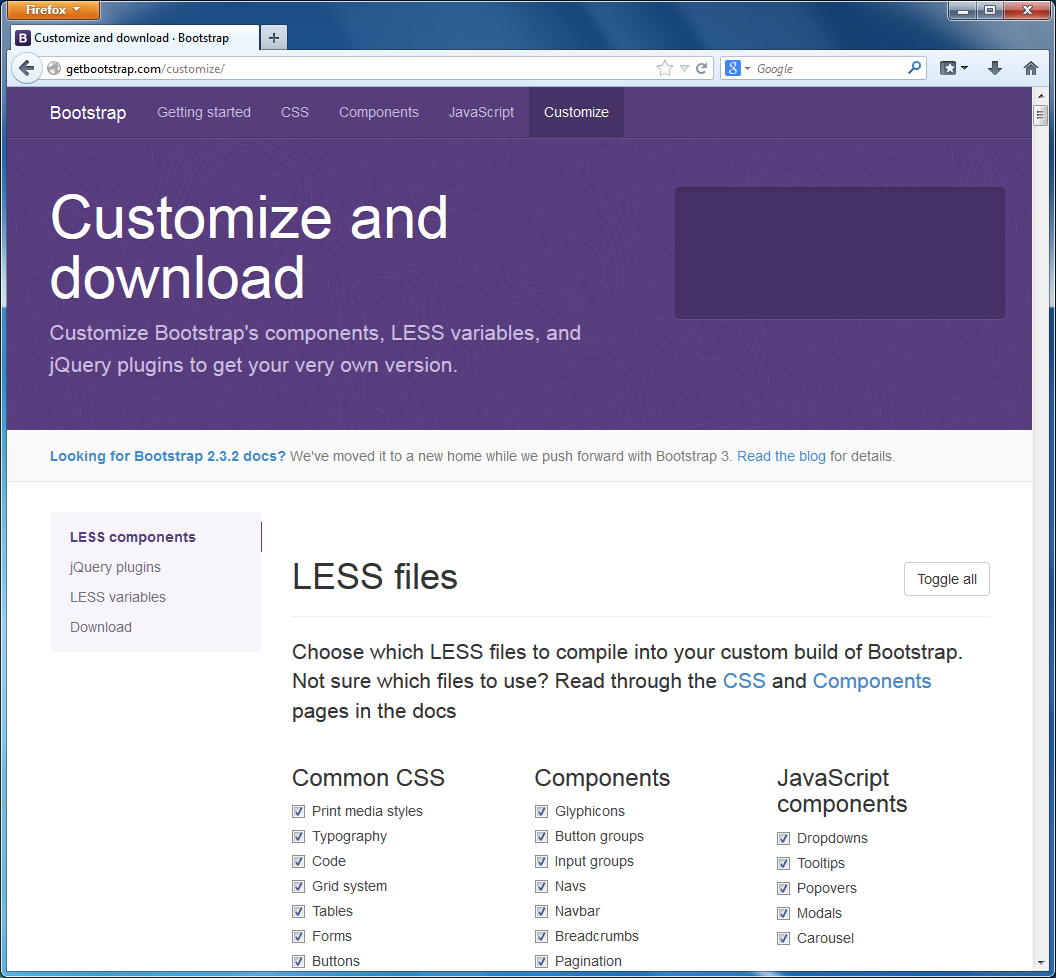 Firefox
Customize and download · Bootstrap
getbootstrap.com/customize/
Google
Bootstrap Getting started CSS Components JavaScript Customize
Customize and
download
Customize Bootstrap's components, LESS variables, and
jQuery plugins to get your very own version.
Looking for Bootstrap 2.3.2 docs? We've moved it to a new home while we push forward with Bootstrap 3. Read the blog for details.
LESS components
jQuery plugins
LESS variables
Download
LESS files
Toggle all
Choose which LESS files to compile into your custom build of Bootstrap.
Not sure which files to use? Read through the CSS and Components
pages in the docs
Common CSS
Print media styles
Typography
Code
Grid system
Tables
Forms
Buttons
Components
Glyphicons
Button groups
Input groups
Navs
Navbar
Breadcrumbs
Pagination
JavaScript
components
Dropdowns
Tooltips
Popovers
Modals
Carousel